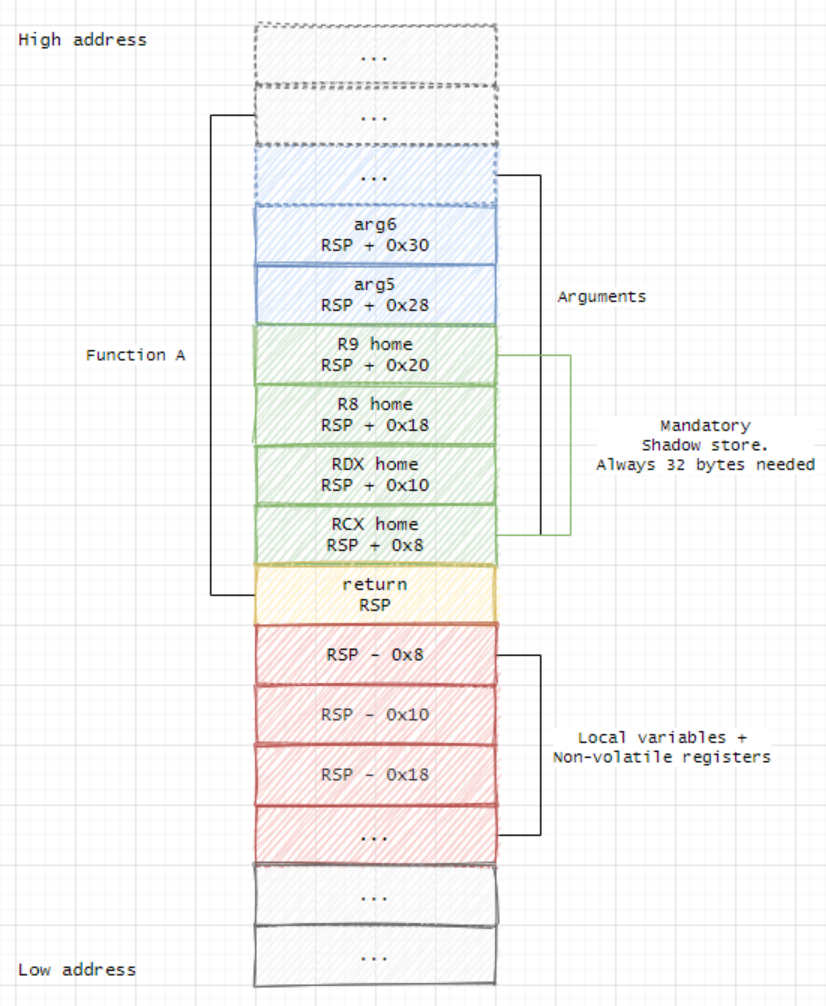 High address
...
...
...
arg6
RSP + 0x30
arg5
RSP + 0x28
Arguments
R9 home
RSP + 0x20
Function A
R8 home
RSP + 0x18
Mandatory
Shadow store.
Always 32 bytes needed
RDX home
RSP + 0x10
RCX home
RSP + 0x8
return
RSP
RSP - 0x8
RSP - 0x10
Local variables +
Non-volatile registers
RSP - 0x18
...
...
...
Low address